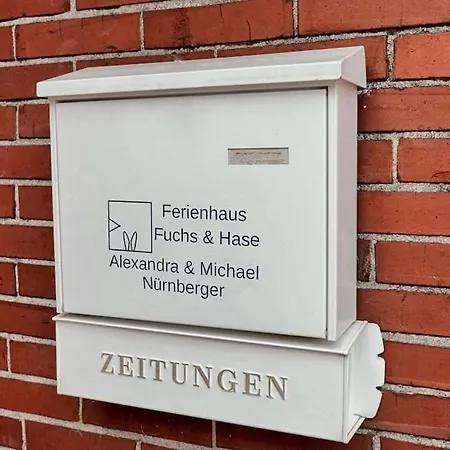 Ferienhaus
Fuchs & Hase
Alexandra & Michael
Nürnberger
ZEITUNGEN